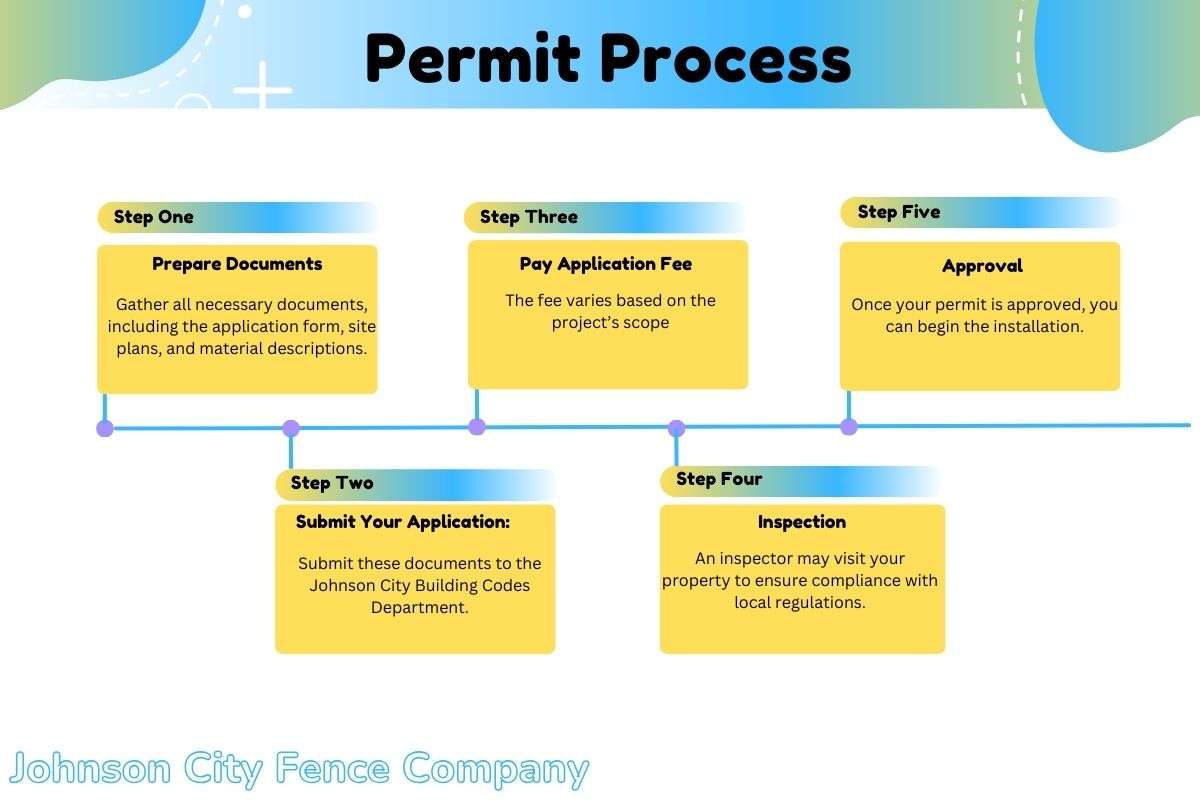 Permit Process
Step One
Prepare Documents
Gather all necessary documents,
including the application form, site
plans, and material descriptions.
Step Two
Submit Your Application:
Submit these documents to the
Johnson City Building Codes
Department.
Step Three
Pay Application Fee
The fee varies based on the
project’s scope
Step Four
Inspection
An inspector may visit your
property to ensure compliance with
local regulations.
Step Five
Approval
Once your permit is approved, you
can begin the installation.
Johnson City Fence Company